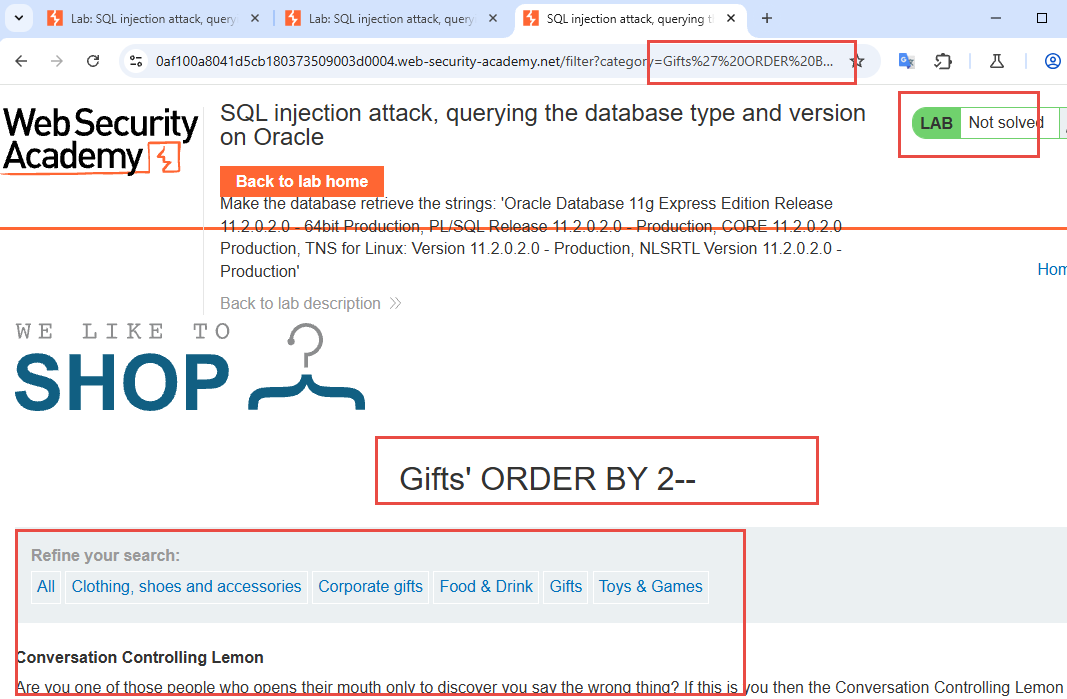 Lab: SQL injection attack, query
Lab: SQL injection attack, query
SQL injection attack, querying t
0af100a8041d5cb180373509003d0004.web-security-academy.net/filter?category=Gifts%27%20ORDER%20B...
WebSecurity
Academy
SQL injection attack, querying the database type and version
on Oracle
LAB Not solved
Back to lab home
Make the database retrieve the strings: 'Oracle Database 11g Express Edition Release
11.2.0.2.0 - 64bit Production, PL/SQL Release 11.2.0.2.0 - Production, CORE 11.2.0.2.0
Production, TNS for Linux: Version 11.2.0.2.0 - Production, NLSRTL Version 11.2.0.2.0 -
Production'
Hom
Back to lab description
WE LIKE TO
SHOP
Gifts' ORDER BY 2--
Refine your search:
All Clothing, shoes and accessories Corporate gifts Food & Drink Gifts Toys & Games
Conversation Controlling Lemon
Are you one of those people who opens their mouth only to discover you say the wrong thing? If this is you then the Conversation Controlling Lemon